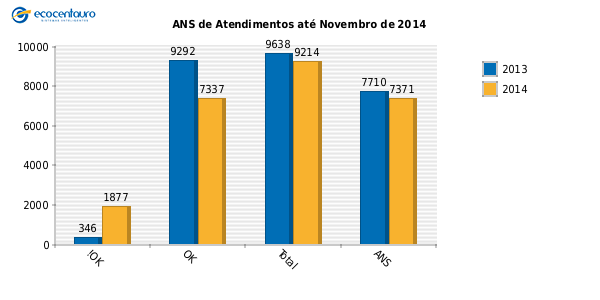 ecocentauro
ANS de Atendimentos até Novembro de 2014
10000
8000
6000
4000
2000
0
346
1877
9292
7337
9638
9214
7710
7371
!OK
OK
Total
ANS
2013
2014